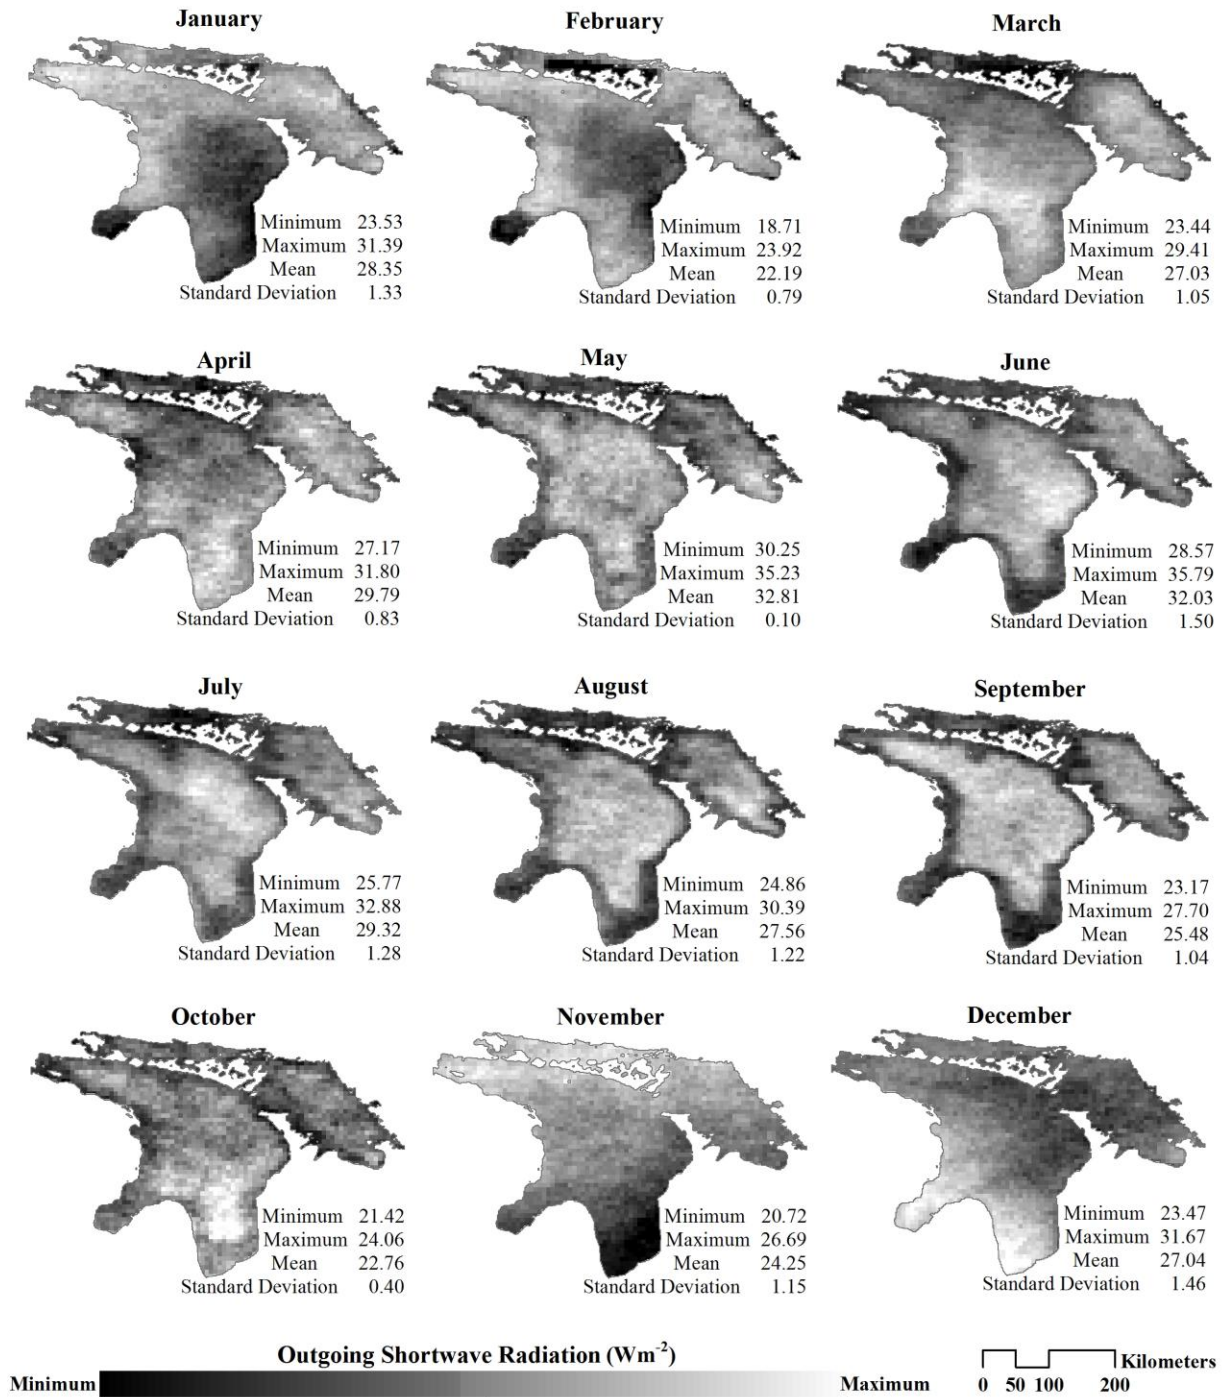 January
February
March
Minimum 23.53
Maximum 31.39
Mean 28.35
Standard Deviation 1.33
Minimum 18.71
Maximum 23.92
Mean 22.19
Standard Deviation 0.79
Minimum 23.44
Maximum 29.41
Mean 27.03
Standard Deviation 1.05
April
May
June
Minimum 27.17
Maximum 31.80
Mean 29.79
Standard Deviation 0.83
Minimum 30.25
Maximum 35.23
Mean 32.81
Standard Deviation 0.10
Minimum 28.57
Maximum 35.79
Mean 32.03
Standard Deviation 1.50
July
August
September
Minimum 25.77
Maximum 32.88
Mean 29.32
Standard Deviation 1.28
Minimum 24.86
Maximum 30.39
Mean 27.56
Standard Deviation 1.22
Minimum 23.17
Maximum 27.70
Mean 25.48
Standard Deviation 1.04
October
November
December
Minimum 21.42
Maximum 24.06
Mean 22.76
Standard Deviation 0.40
Minimum 20.72
Maximum 26.69
Mean 24.25
Standard Deviation 1.15
Minimum 23.47
Maximum 31.67
Mean 27.04
Standard Deviation 1.46
Outgoing Shortwave Radiation (Wm⁻²)
Minimum Maximum
Kilometers
0 50 100 200